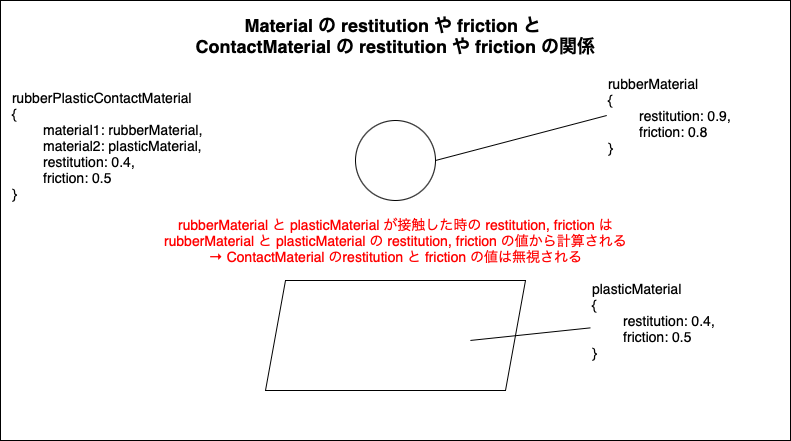 Material の restitution や friction と
ContactMaterial の restitution や friction の関係
rubberPlasticContactMaterial
{
material1: rubberMaterial,
material2: plasticMaterial,
restitution: 0.4,
friction: 0.5
}
rubberMaterial
{
restitution: 0.9,
friction: 0.8
}
rubberMaterial と plasticMaterial が接触した時の restitution, friction は
rubberMaterial と plasticMaterial の restitution, friction の値から計算される
→ ContactMaterial のrestitution と friction の値は無視される
plasticMaterial
{
restitution: 0.4,
friction: 0.5
}